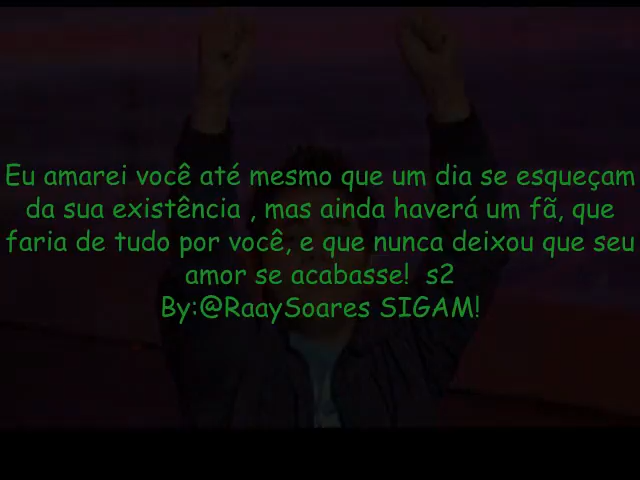 Eu amarei você até mesmo que um dia se esqueçam
da sua existência , mas ainda haverá um fã, que
faria de tudo por você, e que nunca deixou que seu
amor se acabasse!  s2
By:@RaaySoares SIGAM!